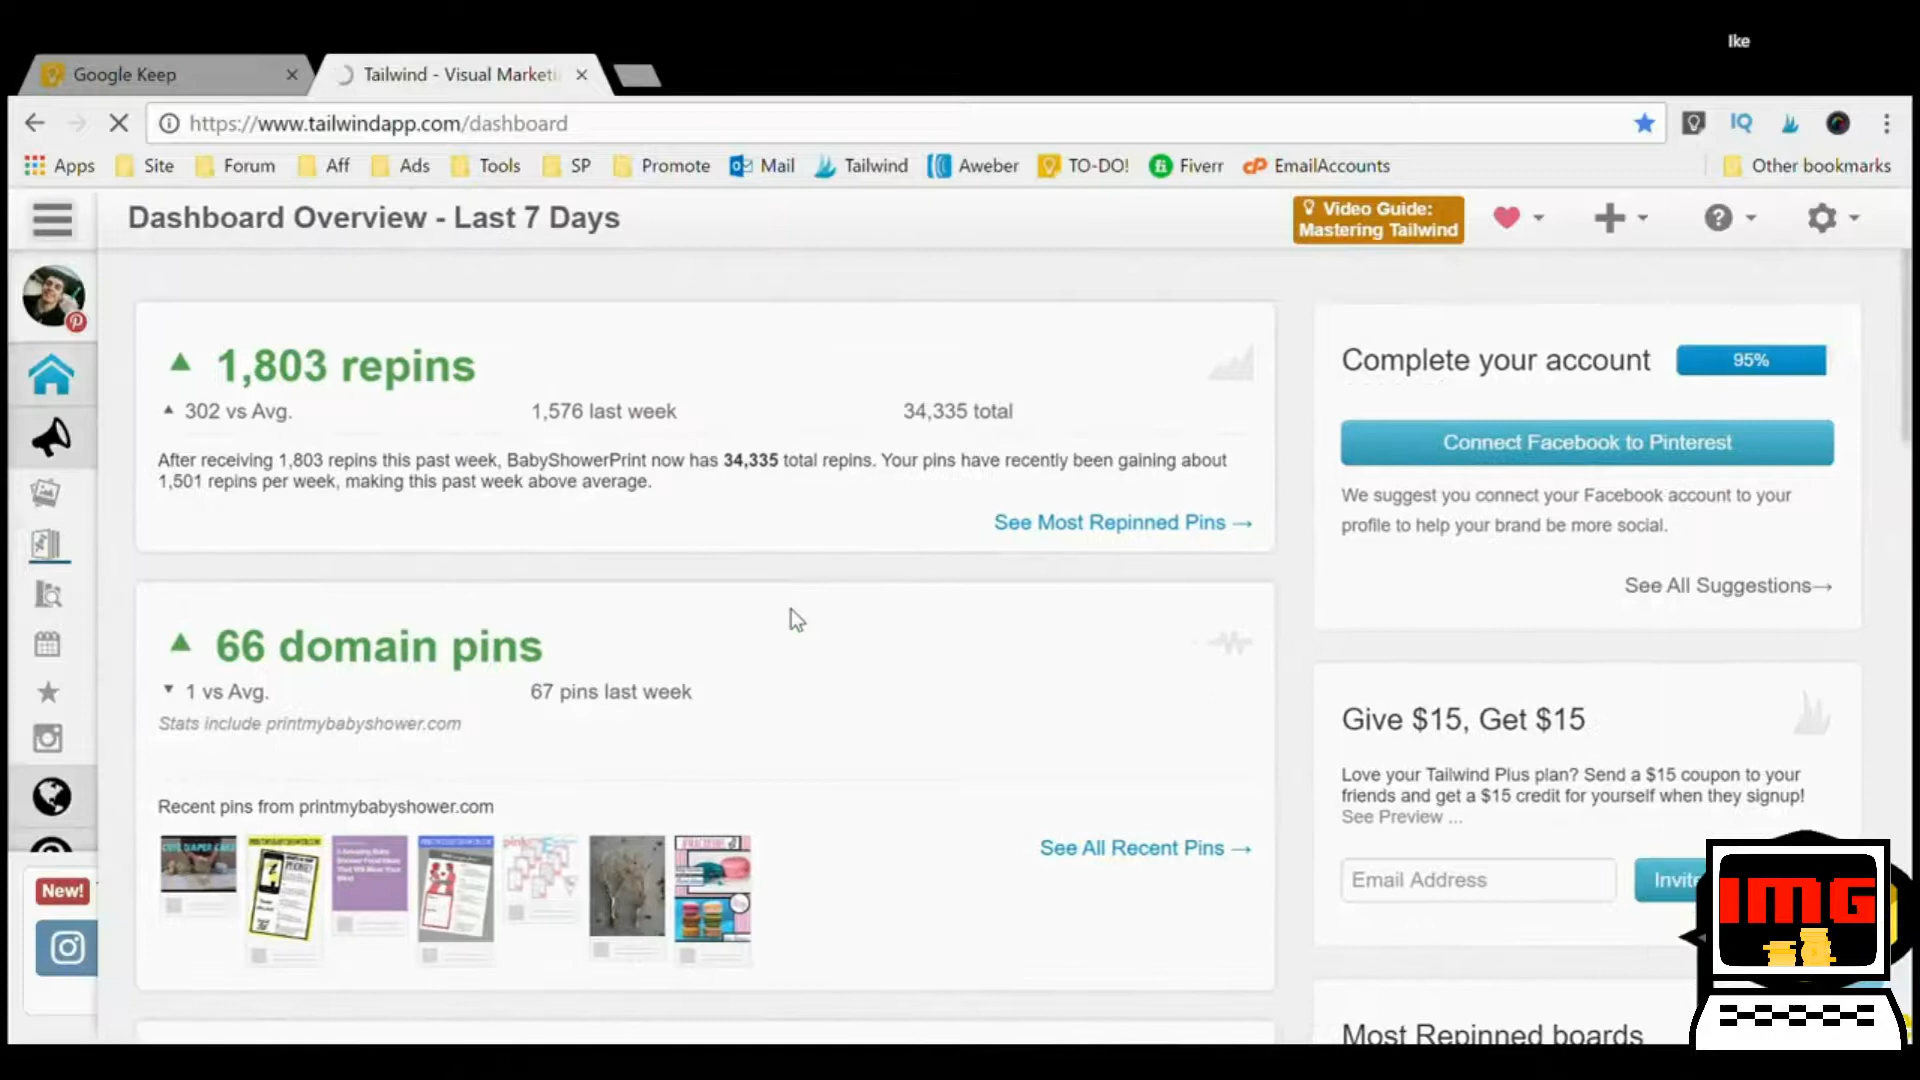 Ike
Google Keep
Tailwind - Visual Marketi
https://www.tailwindapp.com/dashboard
IQ
Apps Site Forum Aff Ads Tools SP Promote Mail Tailwind Aweber TO-DO! Fiverr cP EmailAccounts Other bookmarks
Dashboard Overview - Last 7 Days
Video Guide:
Mastering Tailwind
1,803 repins
302 vs Avg. 1,576 last week 34,335 total
After receiving 1,803 repins this past week, BabyShowerPrint now has 34,335 total repins. Your pins have recently been gaining about
1,501 repins per week, making this past week above average.
See Most Repinned Pins →
66 domain pins
1 vs Avg. 67 pins last week
Stats include printmybabyshower.com
Recent pins from printmybabyshower.com
See All Recent Pins →
Complete your account 95%
Connect Facebook to Pinterest
We suggest you connect your Facebook account to your
profile to help your brand be more social.
See All Suggestions→
Give $15, Get $15
Love your Tailwind Plus plan? Send a $15 coupon to your
friends and get a $15 credit for yourself when they signup!
See Preview ...
Email Address
Invite
Most Repinned boards
New!
IMG